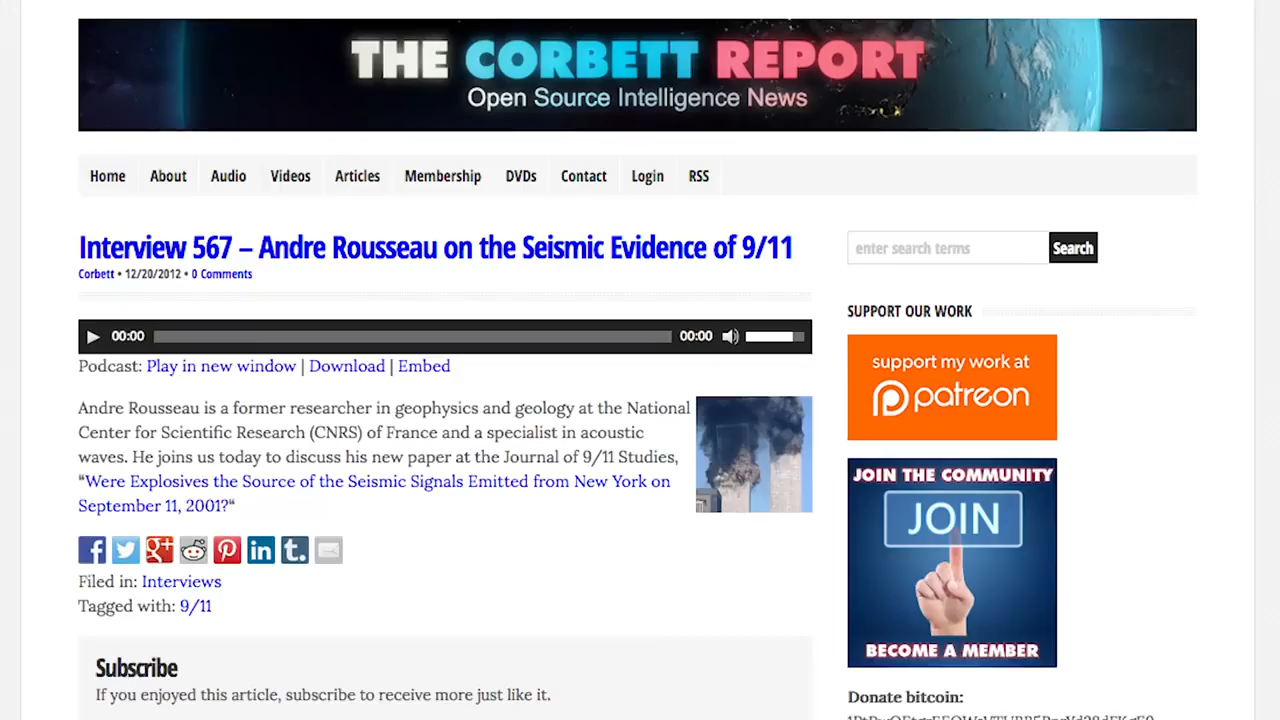 THE CORBETT REPORT
Open Source Intelligence News
Home About Audio Videos Articles Membership DVDs Contact Login RSS
Interview 567 – Andre Rousseau on the Seismic Evidence of 9/11
Corbett • 12/20/2012 • 0 Comments
00:00 00:00
Podcast: Play in new window | Download | Embed
Andre Rousseau is a former researcher in geophysics and geology at the National
Center for Scientific Research (CNRS) of France and a specialist in acoustic
waves. He joins us today to discuss his new paper at the Journal of 9/11 Studies,
“Were Explosives the Source of the Seismic Signals Emitted from New York on
September 11, 2001?“
Filed in: Interviews
Tagged with: 9/11
Subscribe
If you enjoyed this article, subscribe to receive more just like it.
enter search terms Search
SUPPORT OUR WORK
support my work at
patreon
JOIN THE COMMUNITY
JOIN
BECOME A MEMBER
Donate bitcoin: